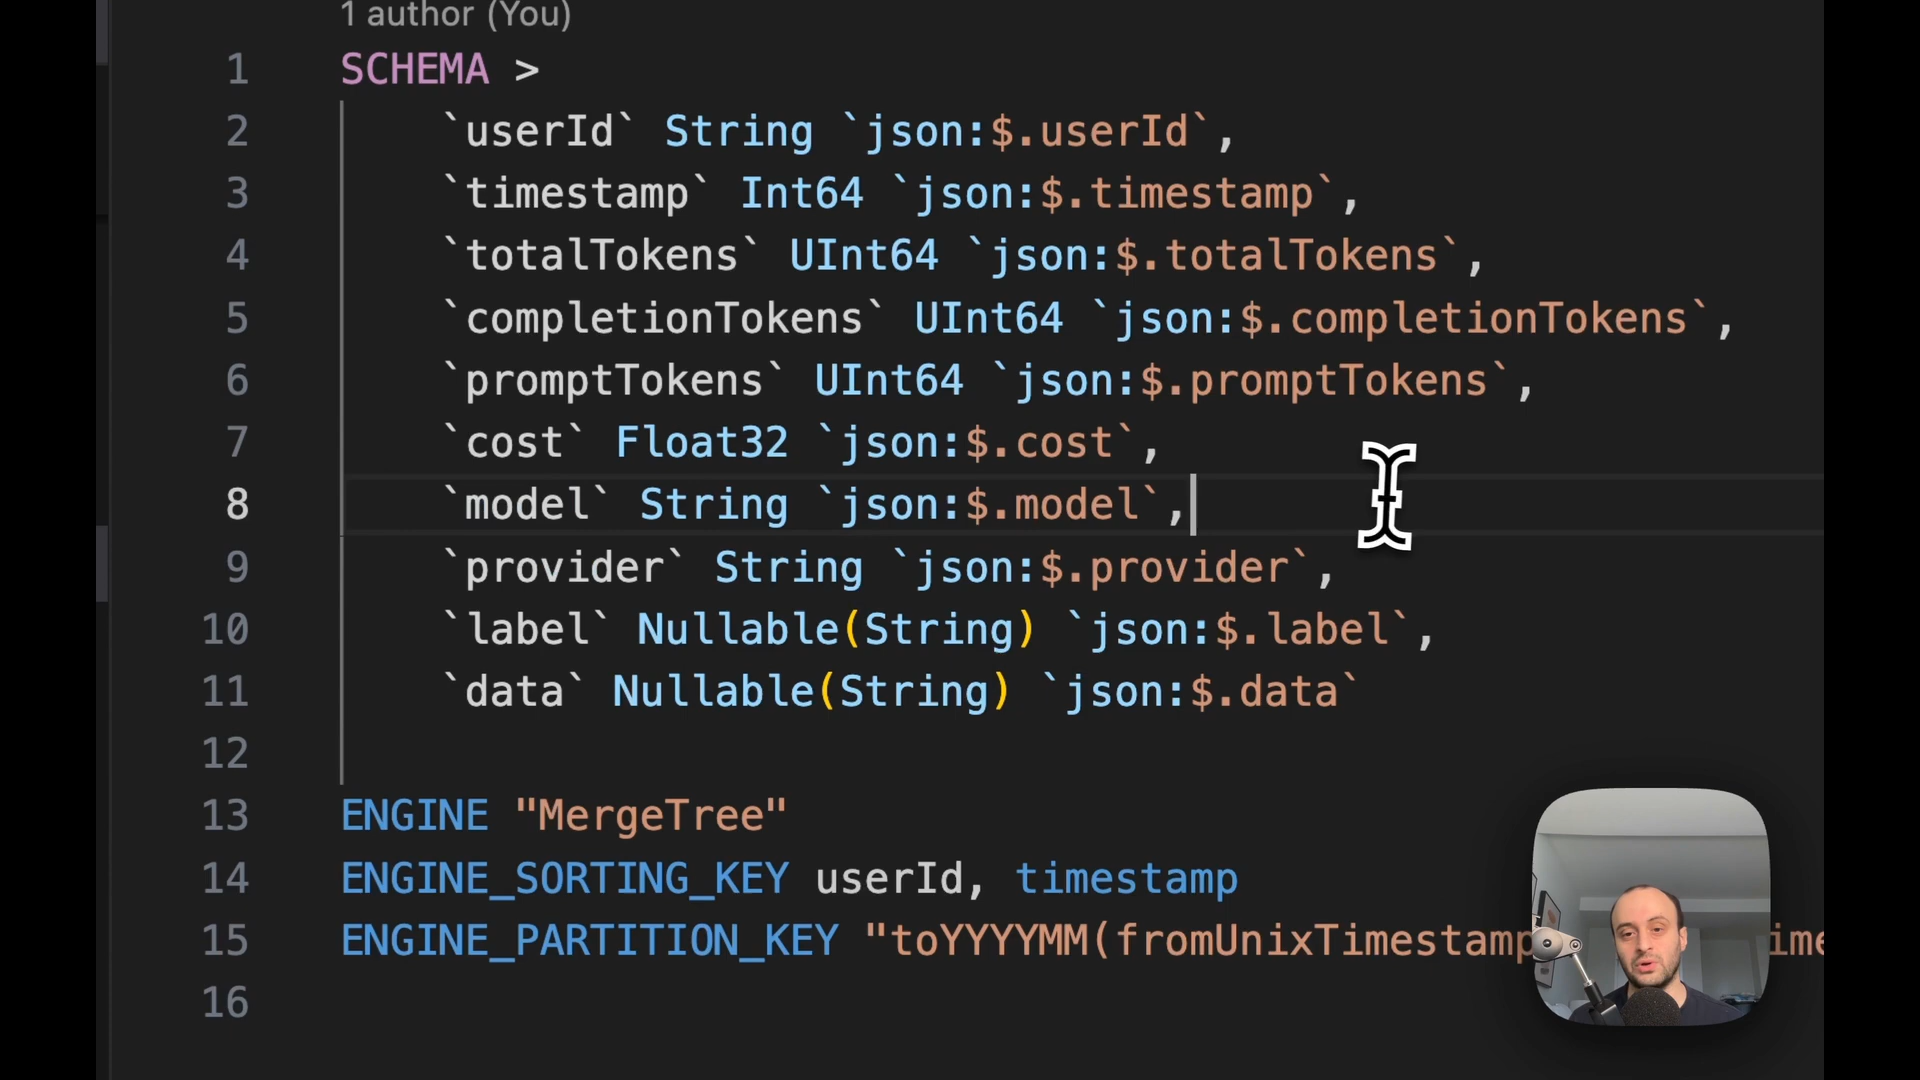 1 author (You)
1 SCHEMA >
2 `userId` String `json:$.userId`,
3 `timestamp` Int64 `json:$.timestamp`,
4 `totalTokens` UInt64 `json:$.totalTokens`,
5 `completionTokens` UInt64 `json:$.completionTokens`,
6 `promptTokens` UInt64 `json:$.promptTokens`,
7 `cost` Float32 `json:$.cost`,
8 `model` String `json:$.model`,
9 `provider` String `json:$.provider`,
10 `label` Nullable(String) `json:$.label`,
11 `data` Nullable(String) `json:$.data`
12
13 ENGINE "MergeTree"
14 ENGINE_SORTING_KEY userId, timestamp
15 ENGINE_PARTITION_KEY "toYYYYMM(fromUnixTimestamp
16